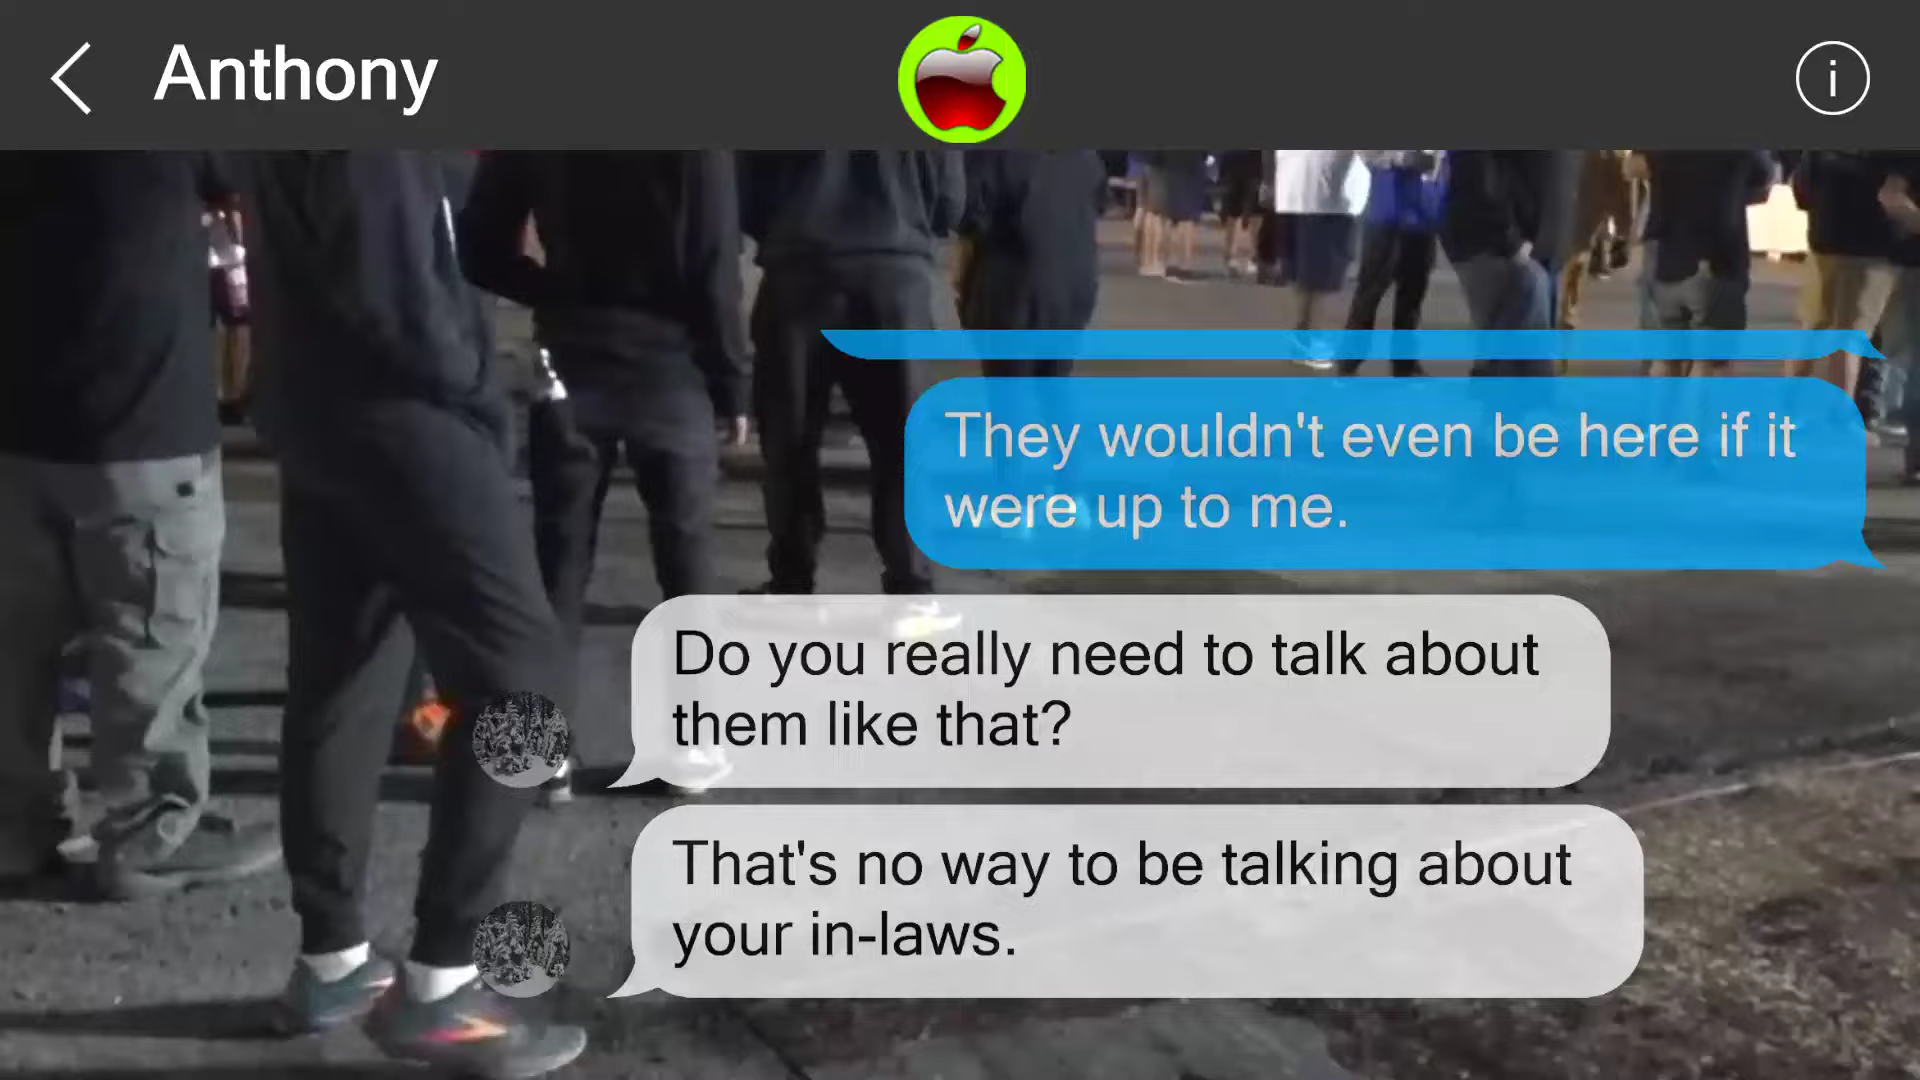 Anthony
i
They wouldn't even be here if it
were up to me.
Do you really need to talk about
them like that?
That's no way to be talking about
your in-laws.